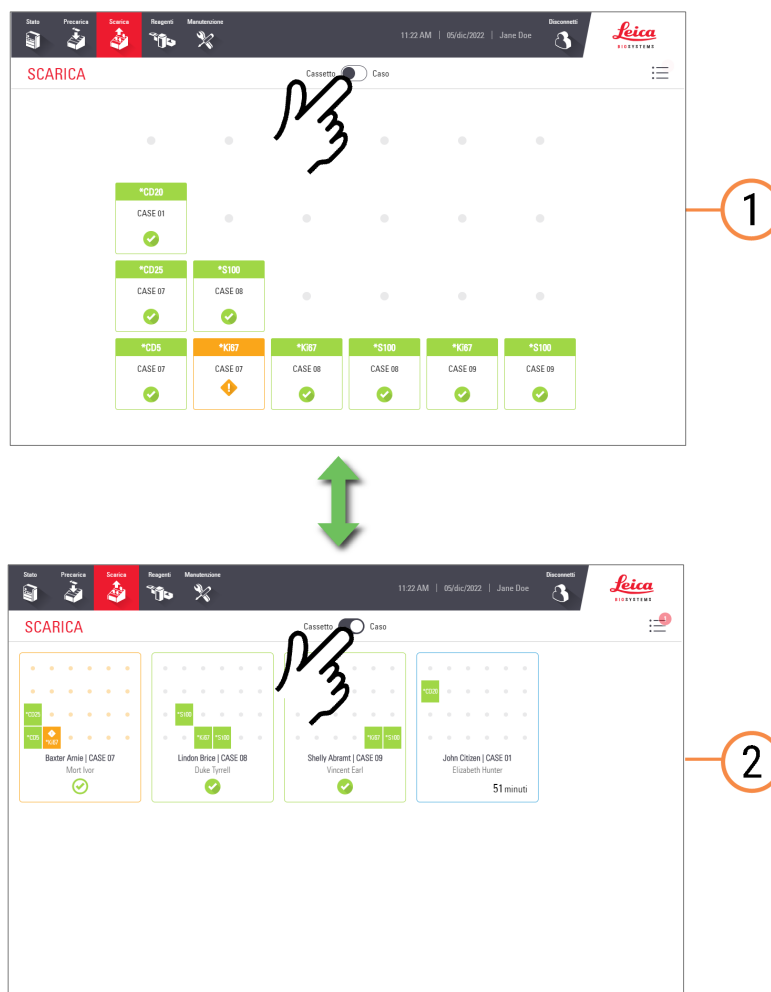 Stato Precarica Scarica Reagenti Manutenzione Disconnetti
11:22 AM | 05/dic/2022 | Jane Doe
Leica
BIOSYSTEMS
SCARICA Cassetto Caso
1
*CD20
CASE 01
*CD25 *S100
CASE 07 CASE 08
*CD5 *Ki67 *Ki67 *S100 *Ki67 *S100
CASE 07 CASE 07 CASE 08 CASE 08 CASE 09 CASE 09
Stato Precarica Scarica Reagenti Manutenzione Disconnetti
11:22 AM | 05/dic/2022 | Jane Doe
Leica
BIOSYSTEMS
SCARICA Cassetto Caso 1
*CD20
*CD25 *S100
*CD5 *Ki67 *Ki67 *S100 *Ki67 *S100
2
Baxter Amie | CASE 07 Lindon Brice | CASE 08 Shelly Abramt | CASE 09 John Citizen | CASE 01
Mort Ivor Duke Tyrrell Vincent Earl Elizabeth Hunter
51 minuti